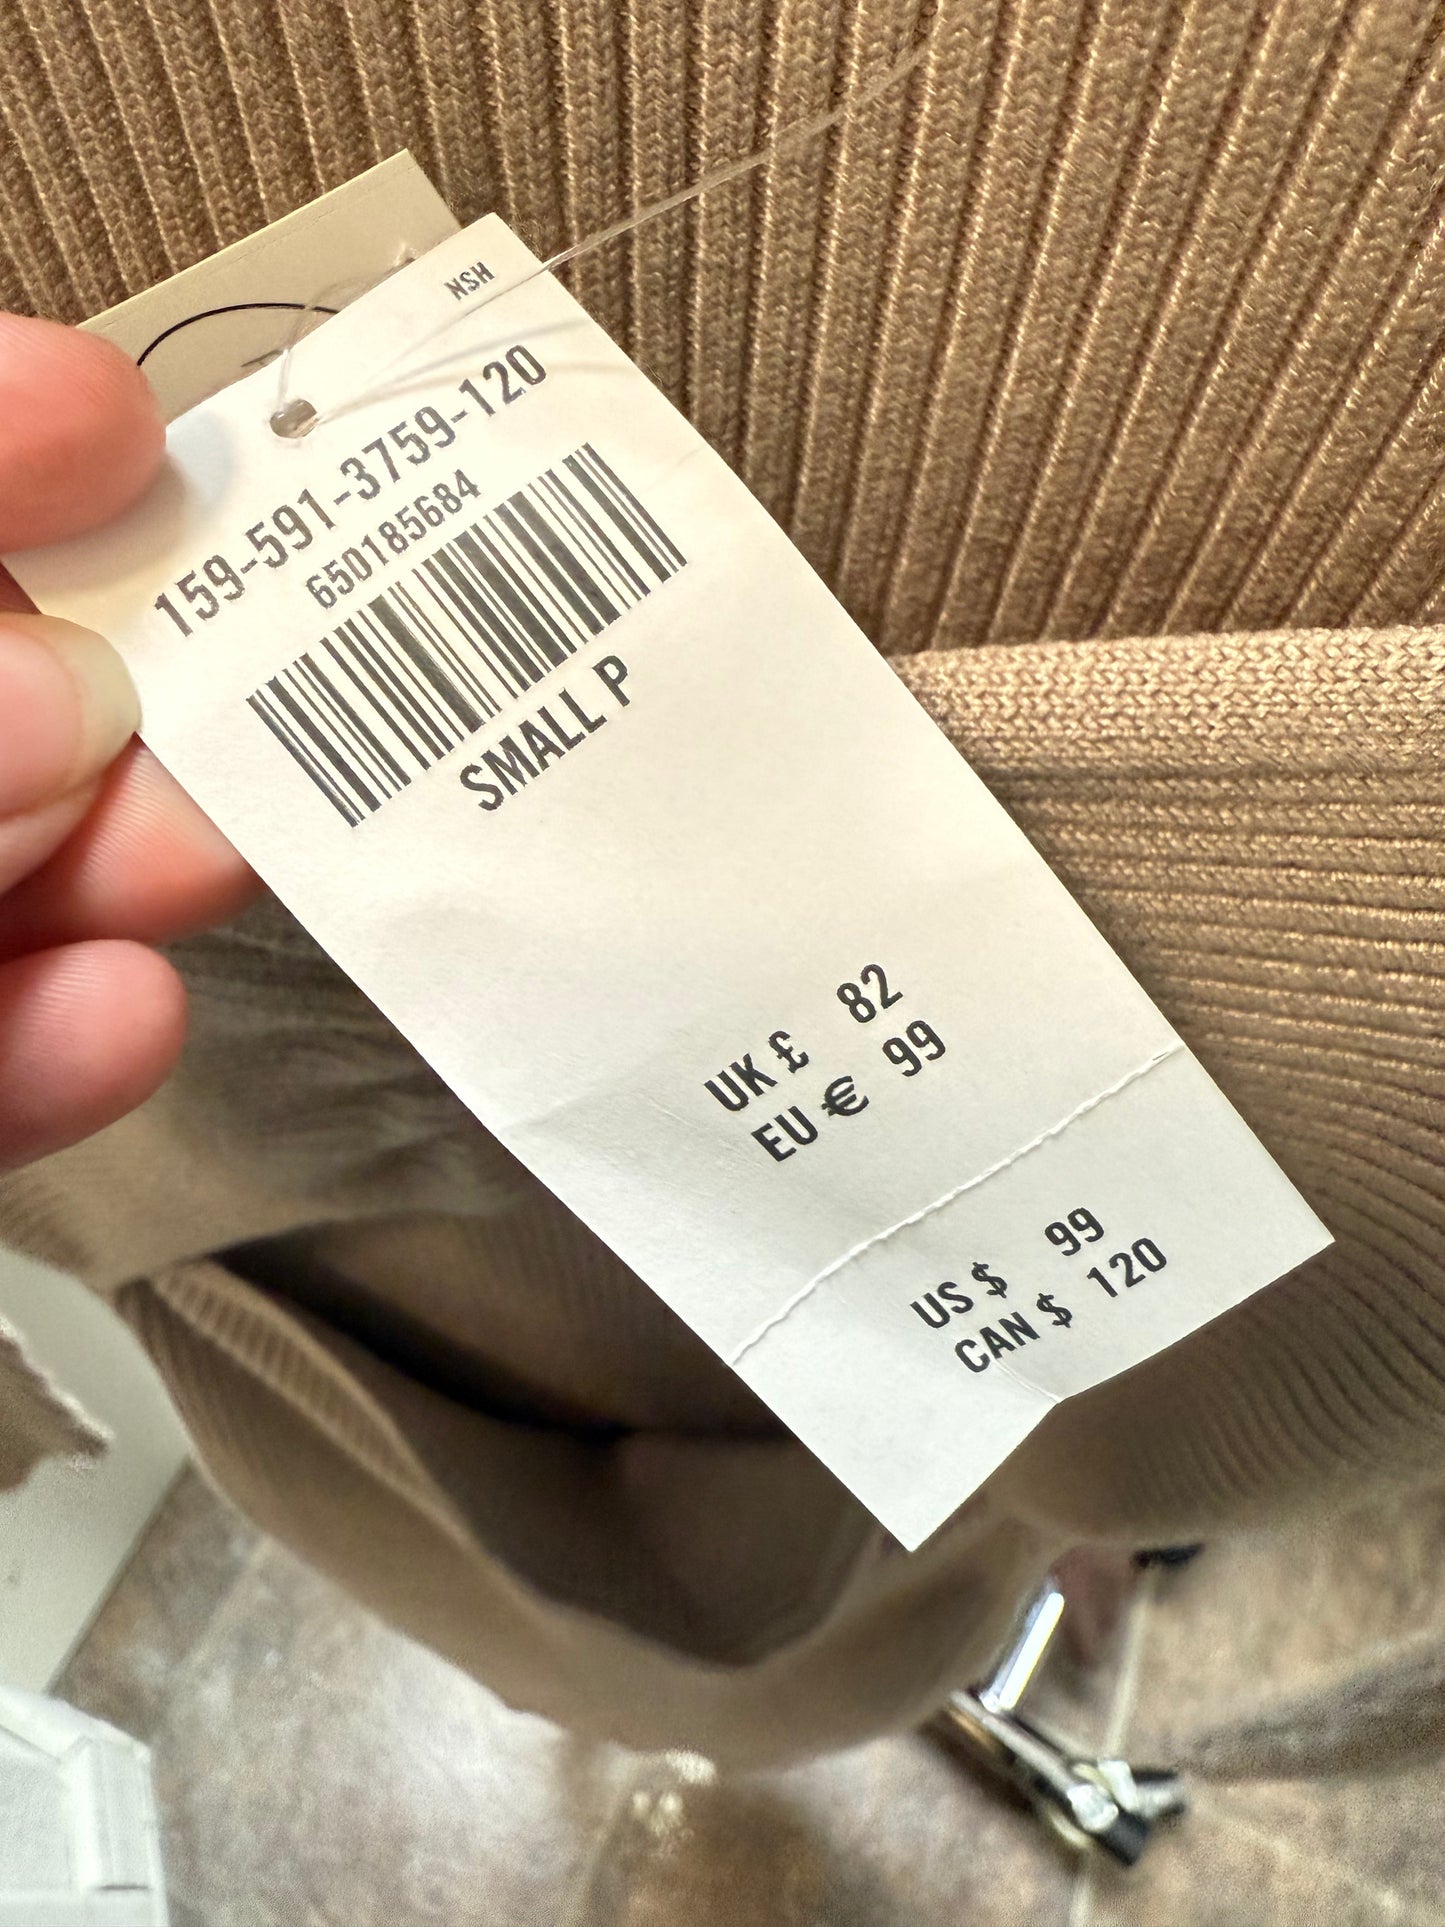 NSH
159-591-3759-120
650185684
SMALL P
UK £ 82
EU € 99
US $ 99
CAN $ 120